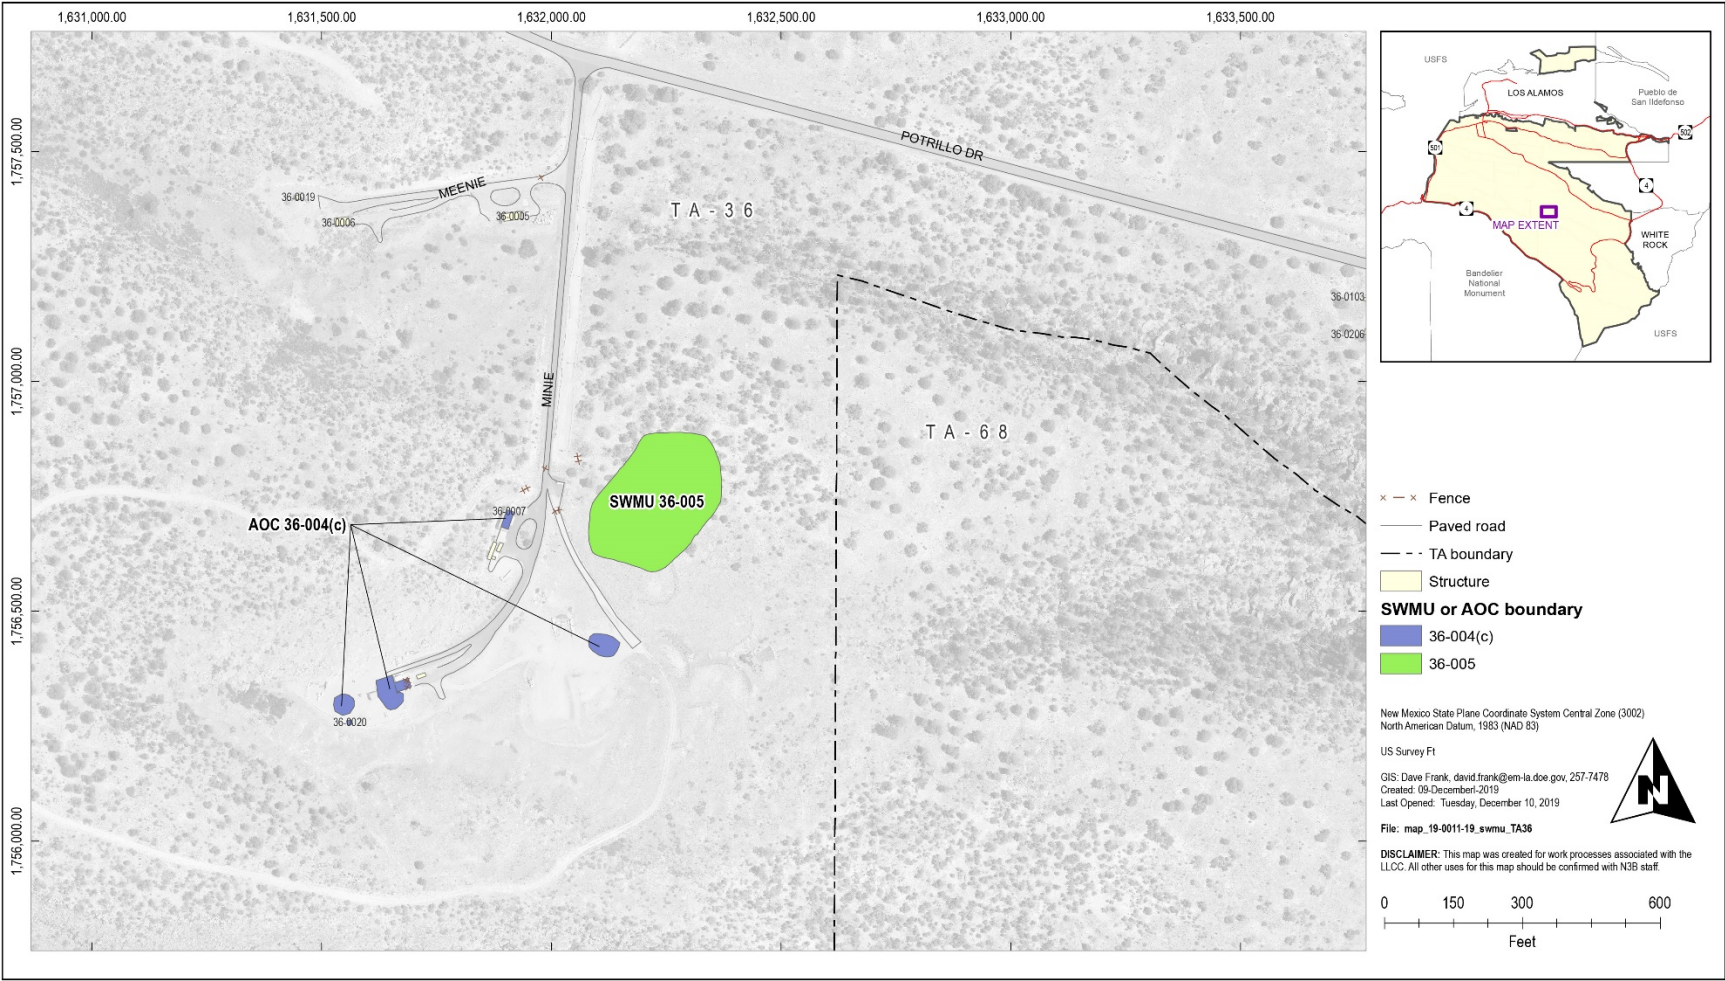 1,631,000.00
1,631,500.00
1,632,000.00
1,632,500.00
1,633,000.00
1,633,500.00
1,757,500.00
1,757,000.00
1,756,500.00
1,756,000.00
POTRILLO DR
MEENIE
36-0019
36-0006
36-0005
TA-36
36-0103
36-0206
MINIE
TA-68
SWMU 36-005
36-0007
AOC 36-004(c)
36-0020
USFS
LOS ALAMOS
Pueblo de
San Ildefonso
502
501
4
4
MAP EXTENT
WHITE
ROCK
Bandelier
National
Monument
USFS
Fence
Paved road
TA boundary
Structure
SWMU or AOC boundary
36-004(c)
36-005
New Mexico State Plane Coordinate System Central Zone (3002)
North American Datum, 1983 (NAD 83)
US Survey Ft
GIS: Dave Frank, david.frank@em-la.doe.gov, 257-7478
Created: 09-Decemberl-2019
Last Opened: Tuesday, December 10, 2019
File: map_19-0011-19_swmu_TA36
N
DISCLAIMER: This map was created for work processes associated with the
LLCC. All other uses for this map should be confirmed with N3B staff.
0 150 300 600
Feet